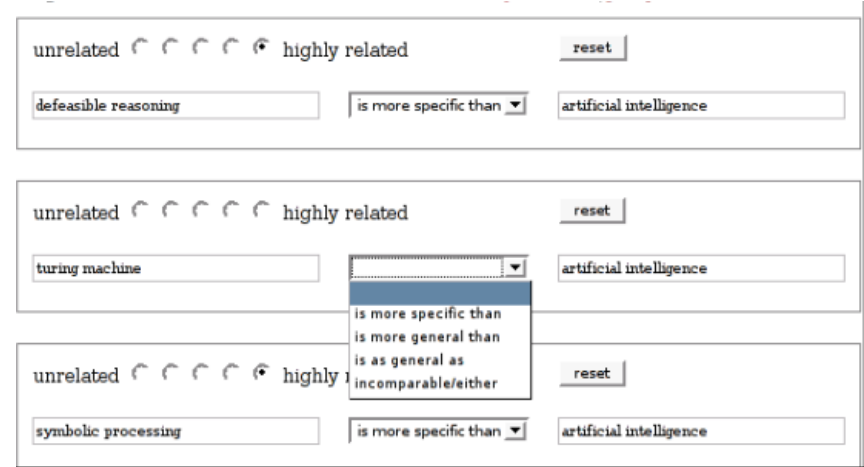 unrelated highly related reset
defeasible reasoning is more specific than artificial intelligence
unrelated highly related reset
turing machine artificial intelligence
is more specific than
is more general than
is as general as
incomparable/either
unrelated highly reset
symbolic processing is more specific than artificial intelligence